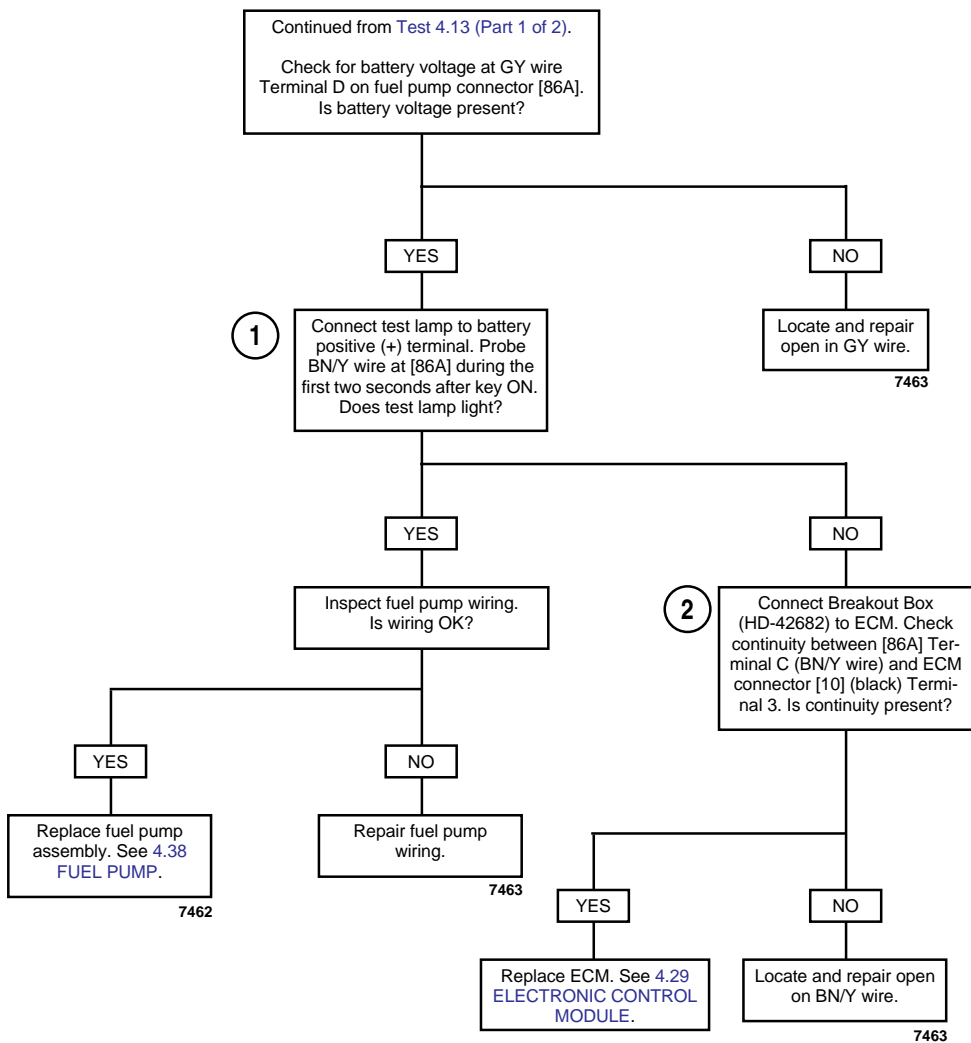 Continued from Test 4.13 (Part 1 of 2).
Check for battery voltage at GY wire
Terminal D on fuel pump connector [86A].
Is battery voltage present?
YES
NO
1
Connect test lamp to battery
positive (+) terminal. Probe
BN/Y wire at [86A] during the
first two seconds after key ON.
Does test lamp light?
Locate and repair
open in GY wire.
7463
YES
NO
Inspect fuel pump wiring.
Is wiring OK?
2
Connect Breakout Box
(HD-42682) to ECM. Check
continuity between [86A] Ter-
minal C (BN/Y wire) and ECM
connector [10] (black) Termi-
nal 3. Is continuity present?
YES
NO
Replace fuel pump
assembly. See 4.38
FUEL PUMP.
7462
Repair fuel pump
wiring.
7463
YES
NO
Replace ECM. See 4.29
ELECTRONIC CONTROL
MODULE.
Locate and repair open
on BN/Y wire.
7463